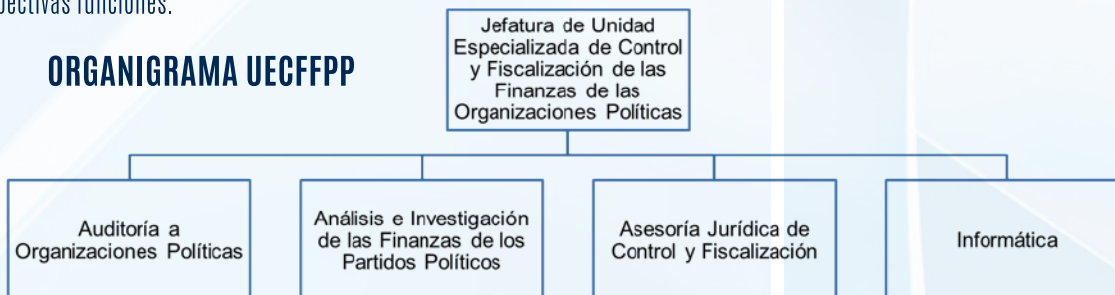 funciones.
ORGANIGRAMA UECFFPP
Jefatura de Unidad
Especializada de Control
y Fiscalización de las
Finanzas de las
Organizaciones Políticas
Auditoría a
Organizaciones Políticas
Análisis e Investigación
de las Finanzas de los
Partidos Políticos
Asesoría Jurídica de
Control y Fiscalización
Informática